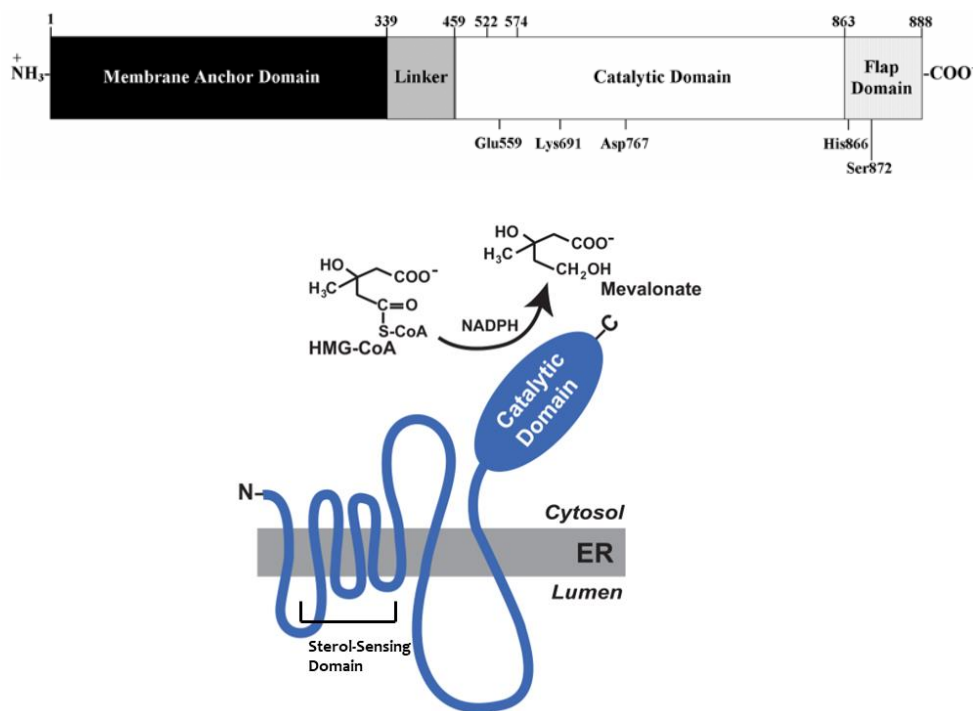 1 339 459 522 574 863 888
+
NH3- Membrane Anchor Domain Linker Catalytic Domain Flap Domain -COO-
Glu559 Lys691 Asp767 His866
Ser872
HO
H3C
COO-
C=O
S-CoA
HMG-CoA
NADPH
HO
H3C
COO-
CH2OH
Mevalonate
C
Catalytic
Domain
N
Cytosol
ER
Lumen
Sterol-Sensing
Domain